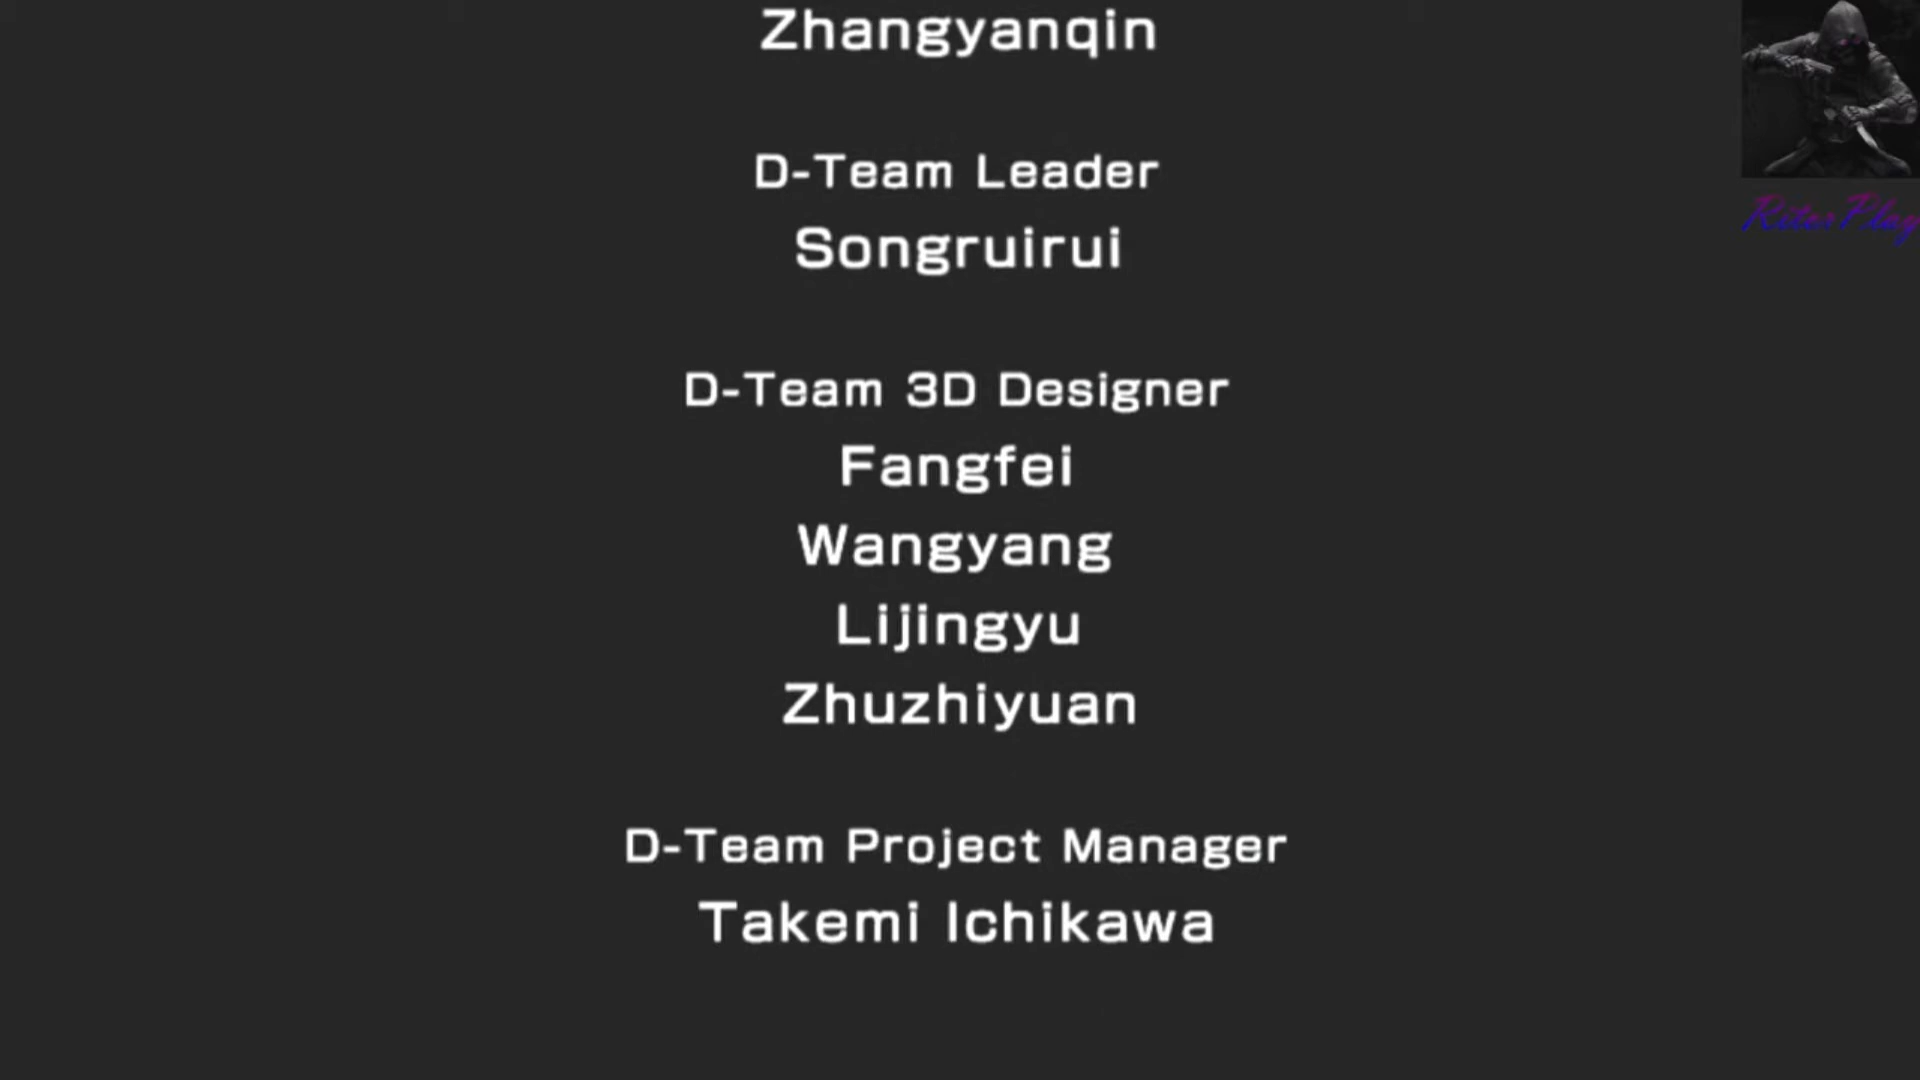 Zhangyanqin
D-Team Leader
Songruirui
D-Team 3D Designer
Fangfei
Wangyang
Lijingyu
Zhuzhiyuan
D-Team Project Manager
Takemi Ichikawa